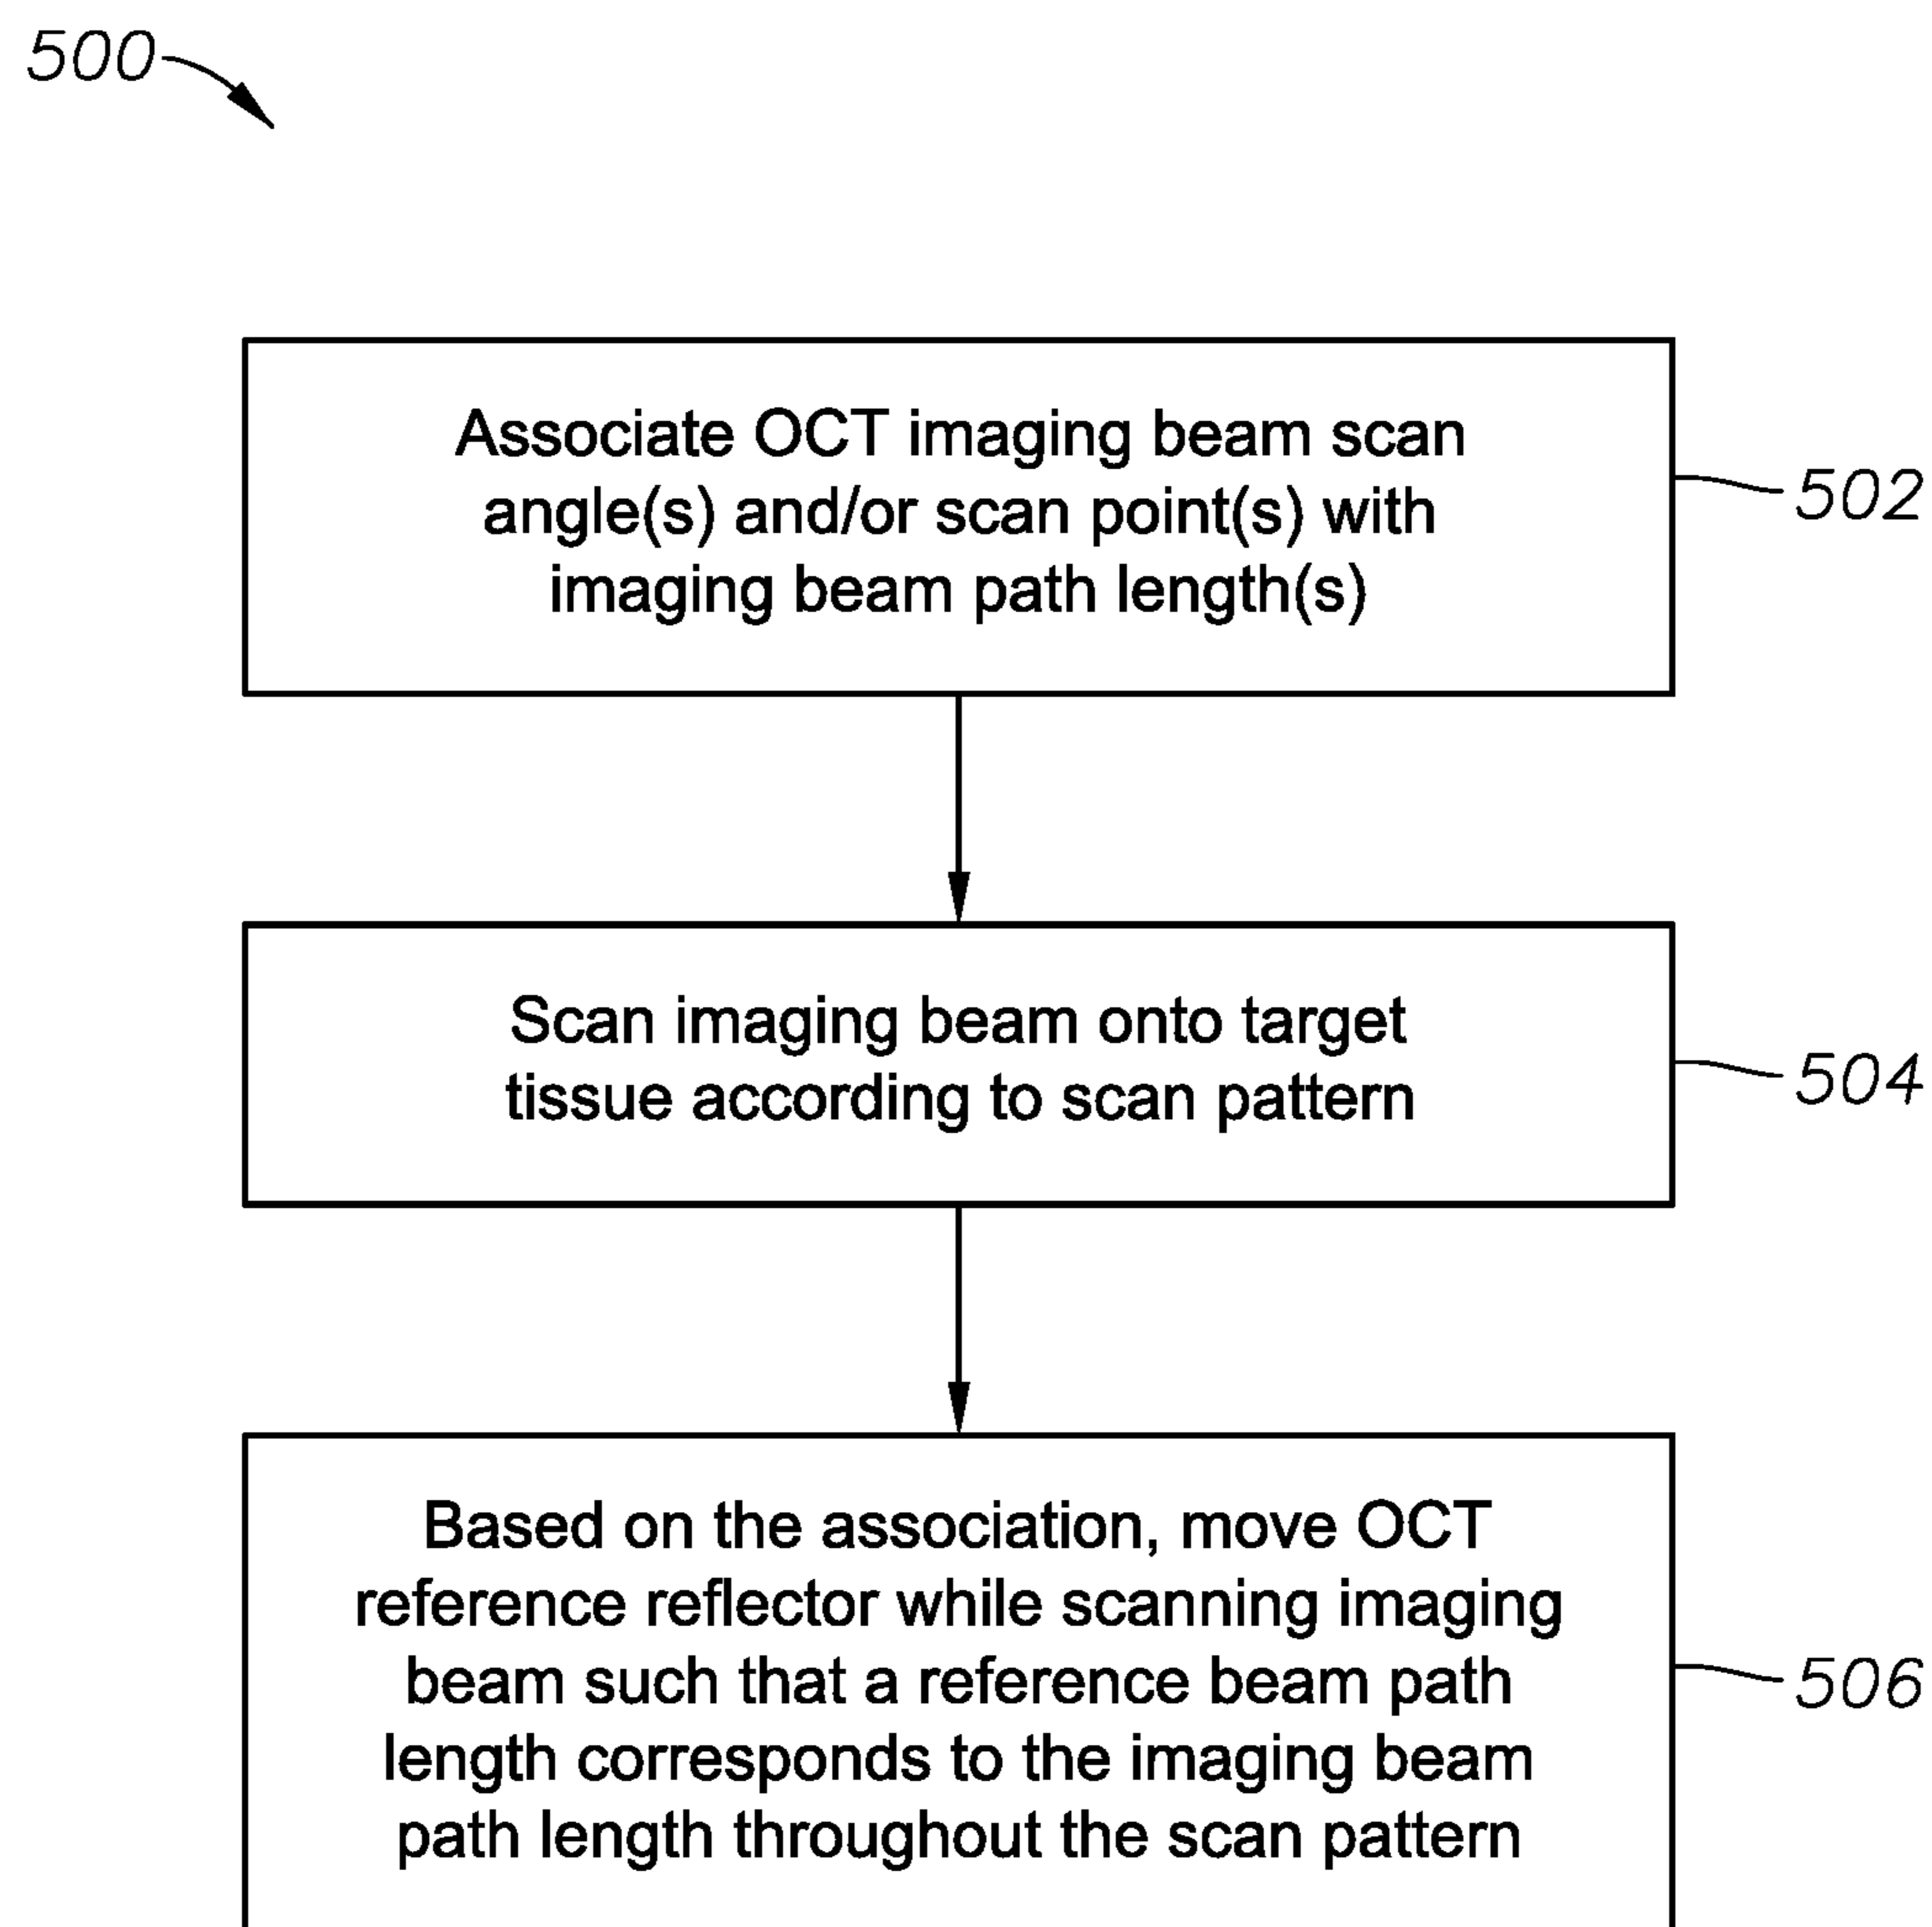 500
Associate OCT imaging beam scan
angle(s) and/or scan point(s) with
imaging beam path length(s)
502
Scan imaging beam onto target
tissue according to scan pattern
504
Based on the association, move OCT
reference reflector while scanning imaging
beam such that a reference beam path
length corresponds to the imaging beam
path length throughout the scan pattern
506